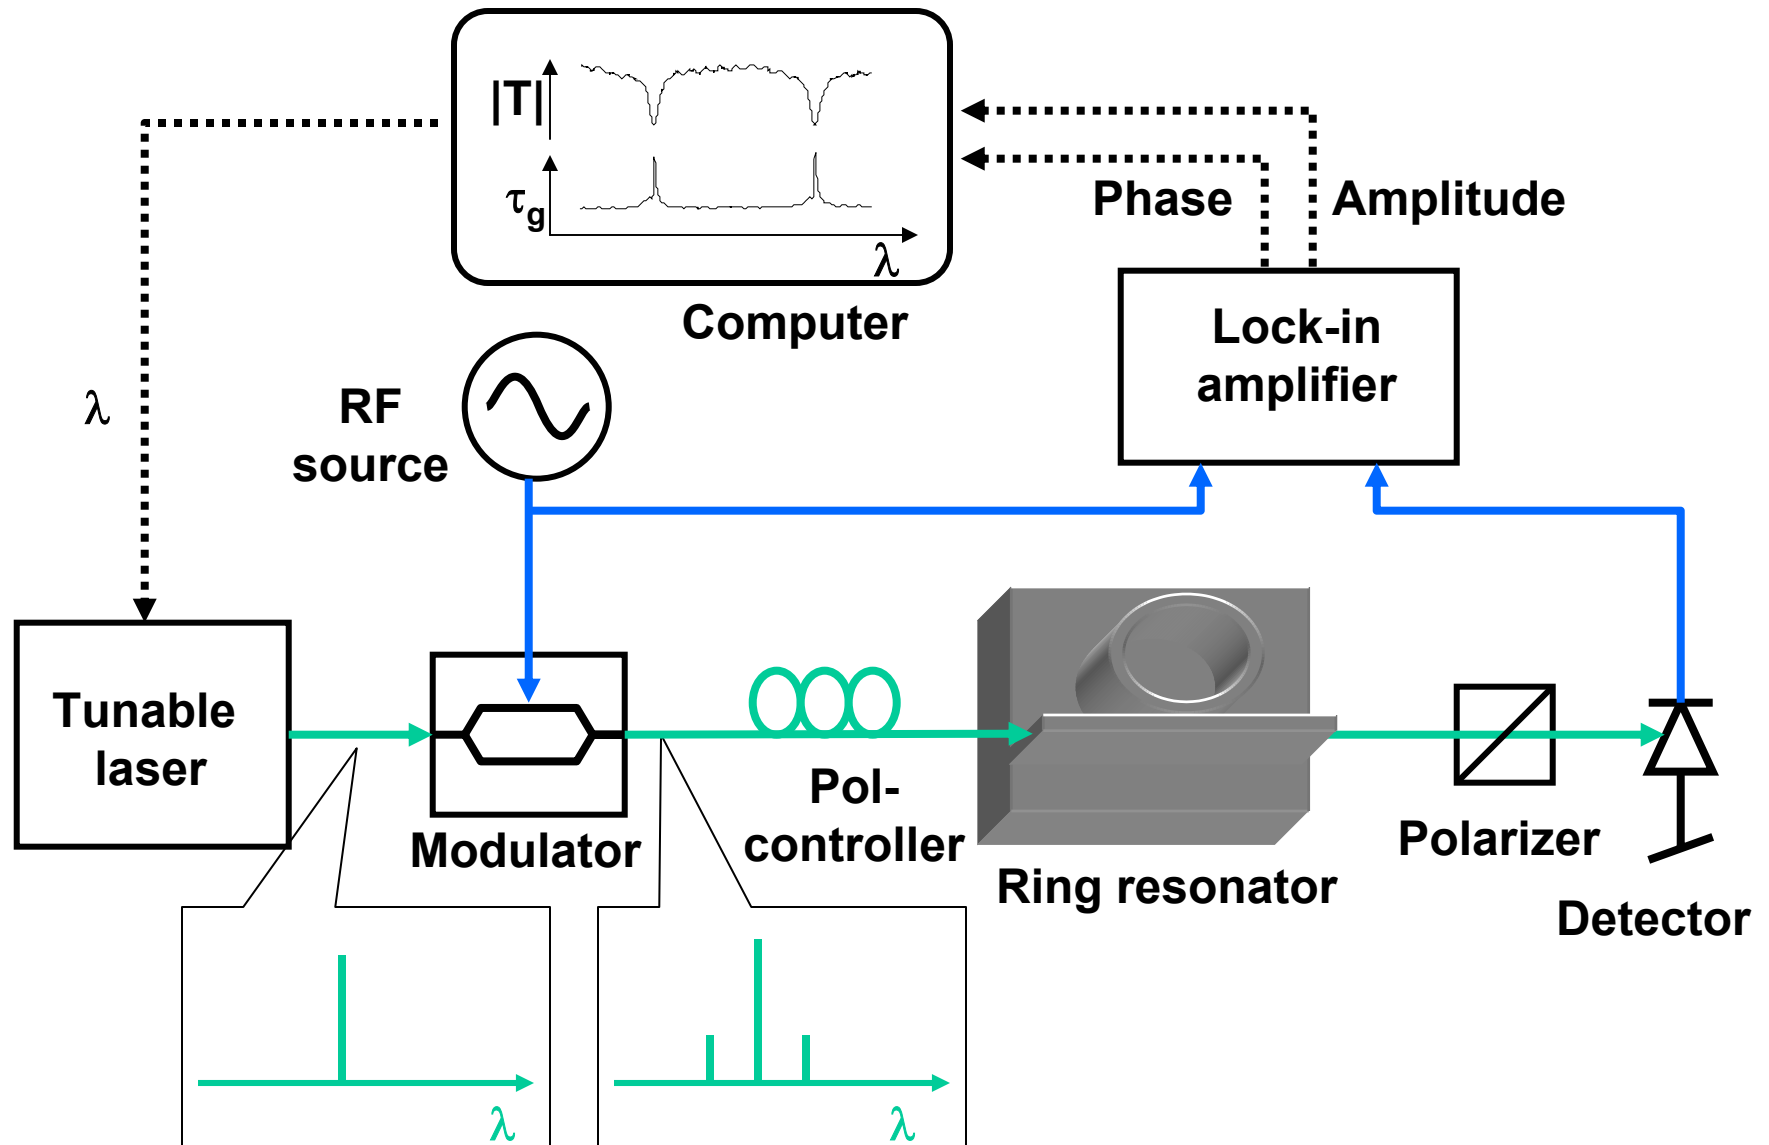 |T|
τg
λ
Computer
Phase
Amplitude
Lock-in
amplifier
λ
RF
source
Tunable
laser
Modulator
Pol-
controller
Ring resonator
Polarizer
Detector
λ
λ